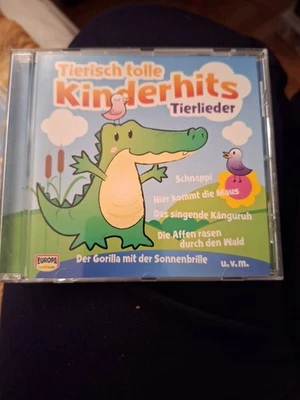 Tierisch tolle
Kinderhits
Tierlieder
Schnappi
Hier kommt die Maus
Das singende Känguruh
Die Affen rasen
durch den Wald
Der Gorilla mit der Sonnenbrille
u.v.m.
EUROPA